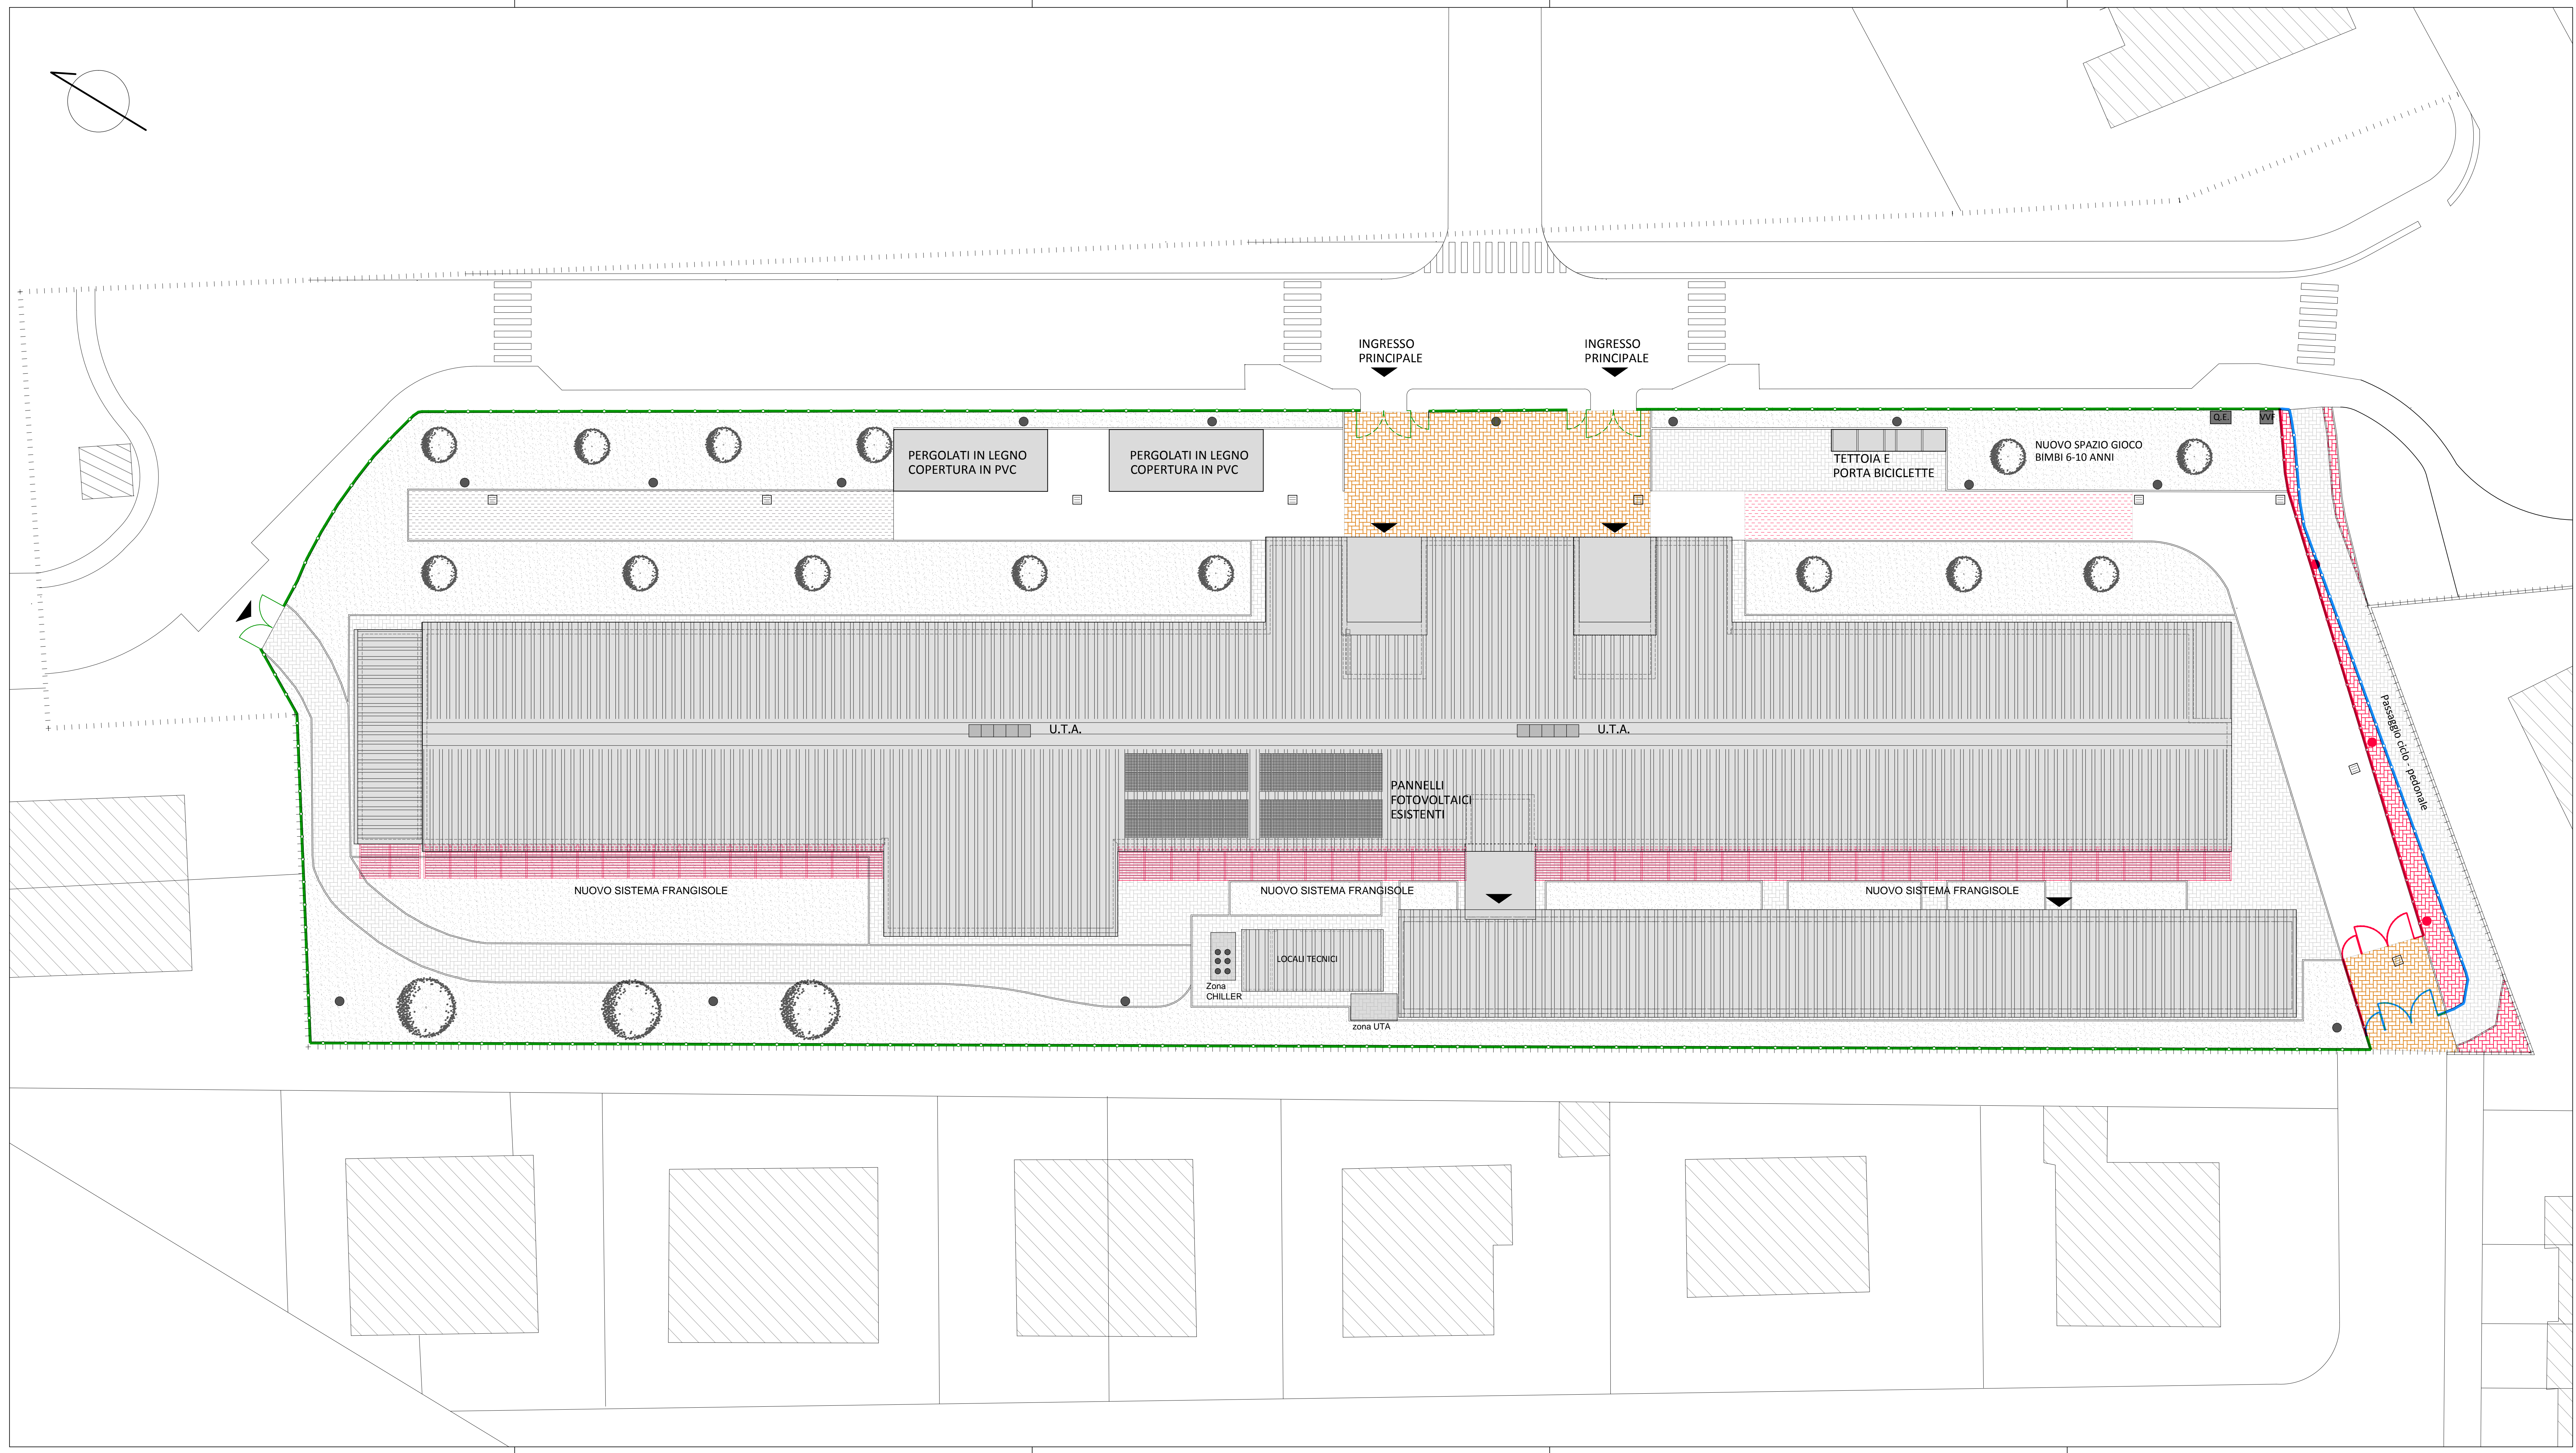 INGRESSO
PRINCIPALE
INGRESSO
PRINCIPALE
Q.E.
VVF
PERGOLATI IN LEGNO
COPERTURA IN PVC
PERGOLATI IN LEGNO
COPERTURA IN PVC
TETTOIA E
PORTA BICICLETTE
NUOVO SPAZIO GIOCO
BIMBI 6-10 ANNI
U.T.A.
U.T.A.
Passaggio ciclo - pedonale
PANNELLI
FOTOVOLTAICI
ESISTENTI
NUOVO SISTEMA FRANGISOLE
NUOVO SISTEMA FRANGISOLE
NUOVO SISTEMA FRANGISOLE
LOCALI TECNICI
Zona
CHILLER
zona UTA